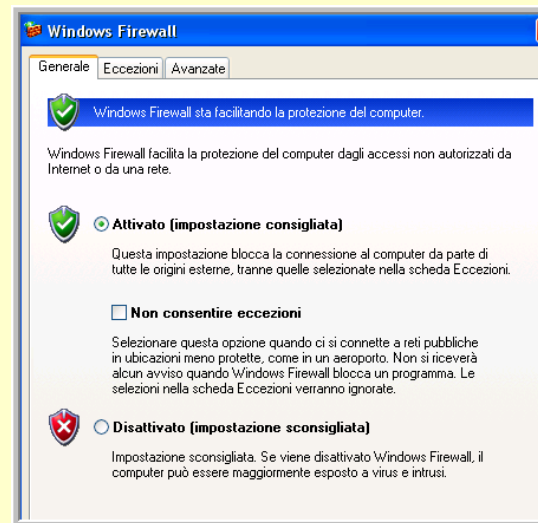 Windows Firewall
Generale Eccezioni Avanzate
Windows Firewall sta facilitando la protezione del computer.
Windows Firewall facilita la protezione del computer dagli accessi non autorizzati da
Internet o da una rete.
Attivato (impostazione consigliata)
Questa impostazione blocca la connessione al computer da parte di
tutte le origini esterne, tranne quelle selezionate nella scheda Eccezioni.
Non consentire eccezioni
Selezionare questa opzione quando ci si connette a reti pubbliche
in ubicazioni meno protette, come in un aeroporto. Non si riceverà
alcun avviso quando Windows Firewall blocca un programma. Le
selezioni nella scheda Eccezioni verranno ignorate.
Disattivato (impostazione sconsigliata)
Impostazione sconsigliata. Se viene disattivato Windows Firewall, il
computer può essere maggiormente esposto a virus e intrusi.